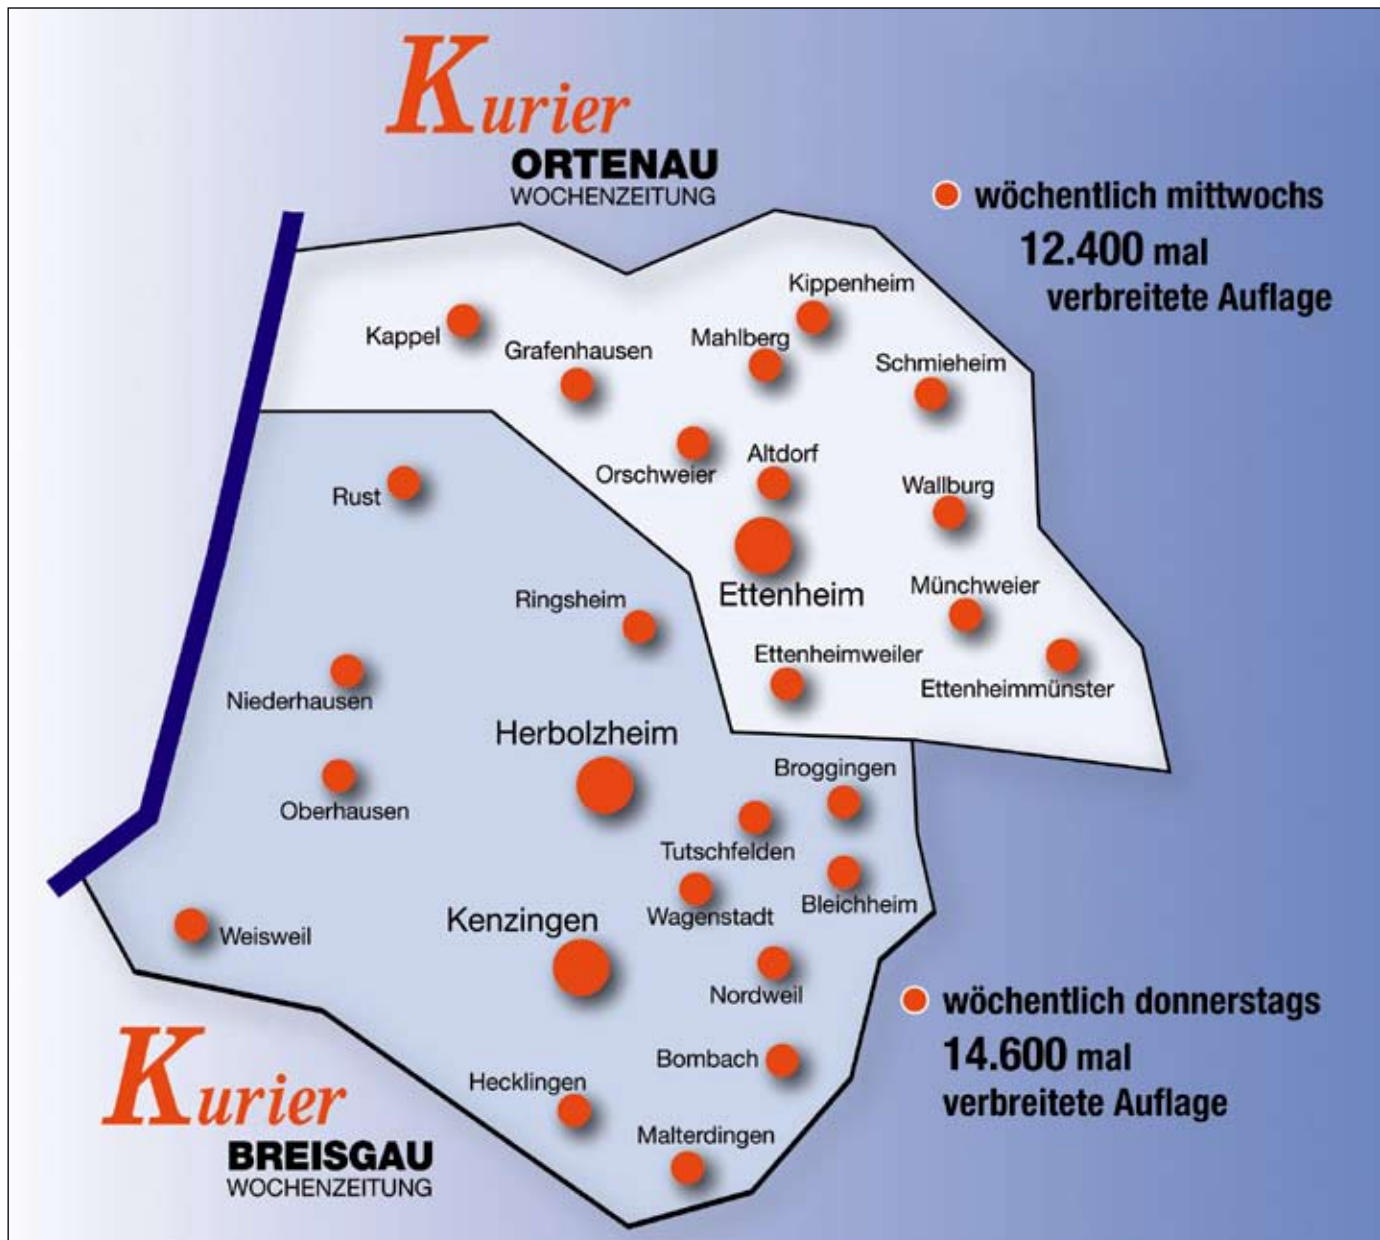 Kurier
ORTENAU
WOCHENZEITUNG
wöchentlich mittwochs
12.400 mal
verbreitete Auflage
Kippenheim
Kappel
Mahlberg
Grafenhausen
Schmieheim
Altdorf
Orschweier
Wallburg
Rust
Münchweier
Ettenheim
Ringsheim
Ettenheimweiler
Ettenheimmünster
Niederhausen
Herbolzheim
Broggingen
Oberhausen
Tutschfelden
Bleichheim
Wagenstadt
Kenzingen
Weisweil
Nordweil
wöchentlich donnerstags
14.600 mal
verbreitete Auflage
Bombach
Hecklingen
Malterdingen
Kurier
BREISGAU
WOCHENZEITUNG